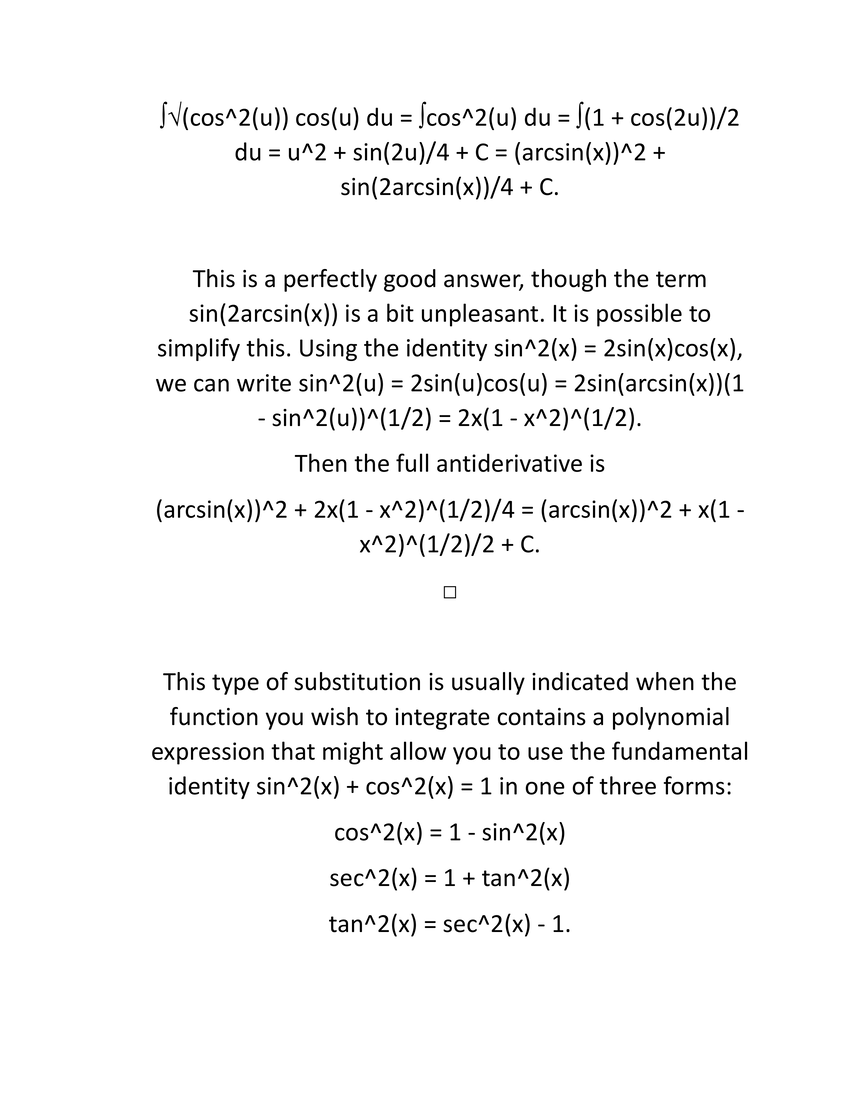 ∫√(cos^2(u)) cos(u) du = ∫cos^2(u) du = ∫(1 + cos(2u))/2
du = u^2 + sin(2u)/4 + C = (arcsin(x))^2 +
sin(2arcsin(x))/4 + C.
This is a perfectly good answer, though the term
sin(2arcsin(x)) is a bit unpleasant. It is possible to
simplify this. Using the identity sin^2(x) = 2sin(x)cos(x),
we can write sin^2(u) = 2sin(u)cos(u) = 2sin(arcsin(x))(1
- sin^2(u))^(1/2) = 2x(1 - x^2)^(1/2).
Then the full antiderivative is
(arcsin(x))^2 + 2x(1 - x^2)^(1/2)/4 = (arcsin(x))^2 + x(1 -
x^2)^(1/2)/2 + C.
□
This type of substitution is usually indicated when the
function you wish to integrate contains a polynomial
expression that might allow you to use the fundamental
identity sin^2(x) + cos^2(x) = 1 in one of three forms:
cos^2(x) = 1 - sin^2(x)
sec^2(x) = 1 + tan^2(x)
tan^2(x) = sec^2(x) - 1.